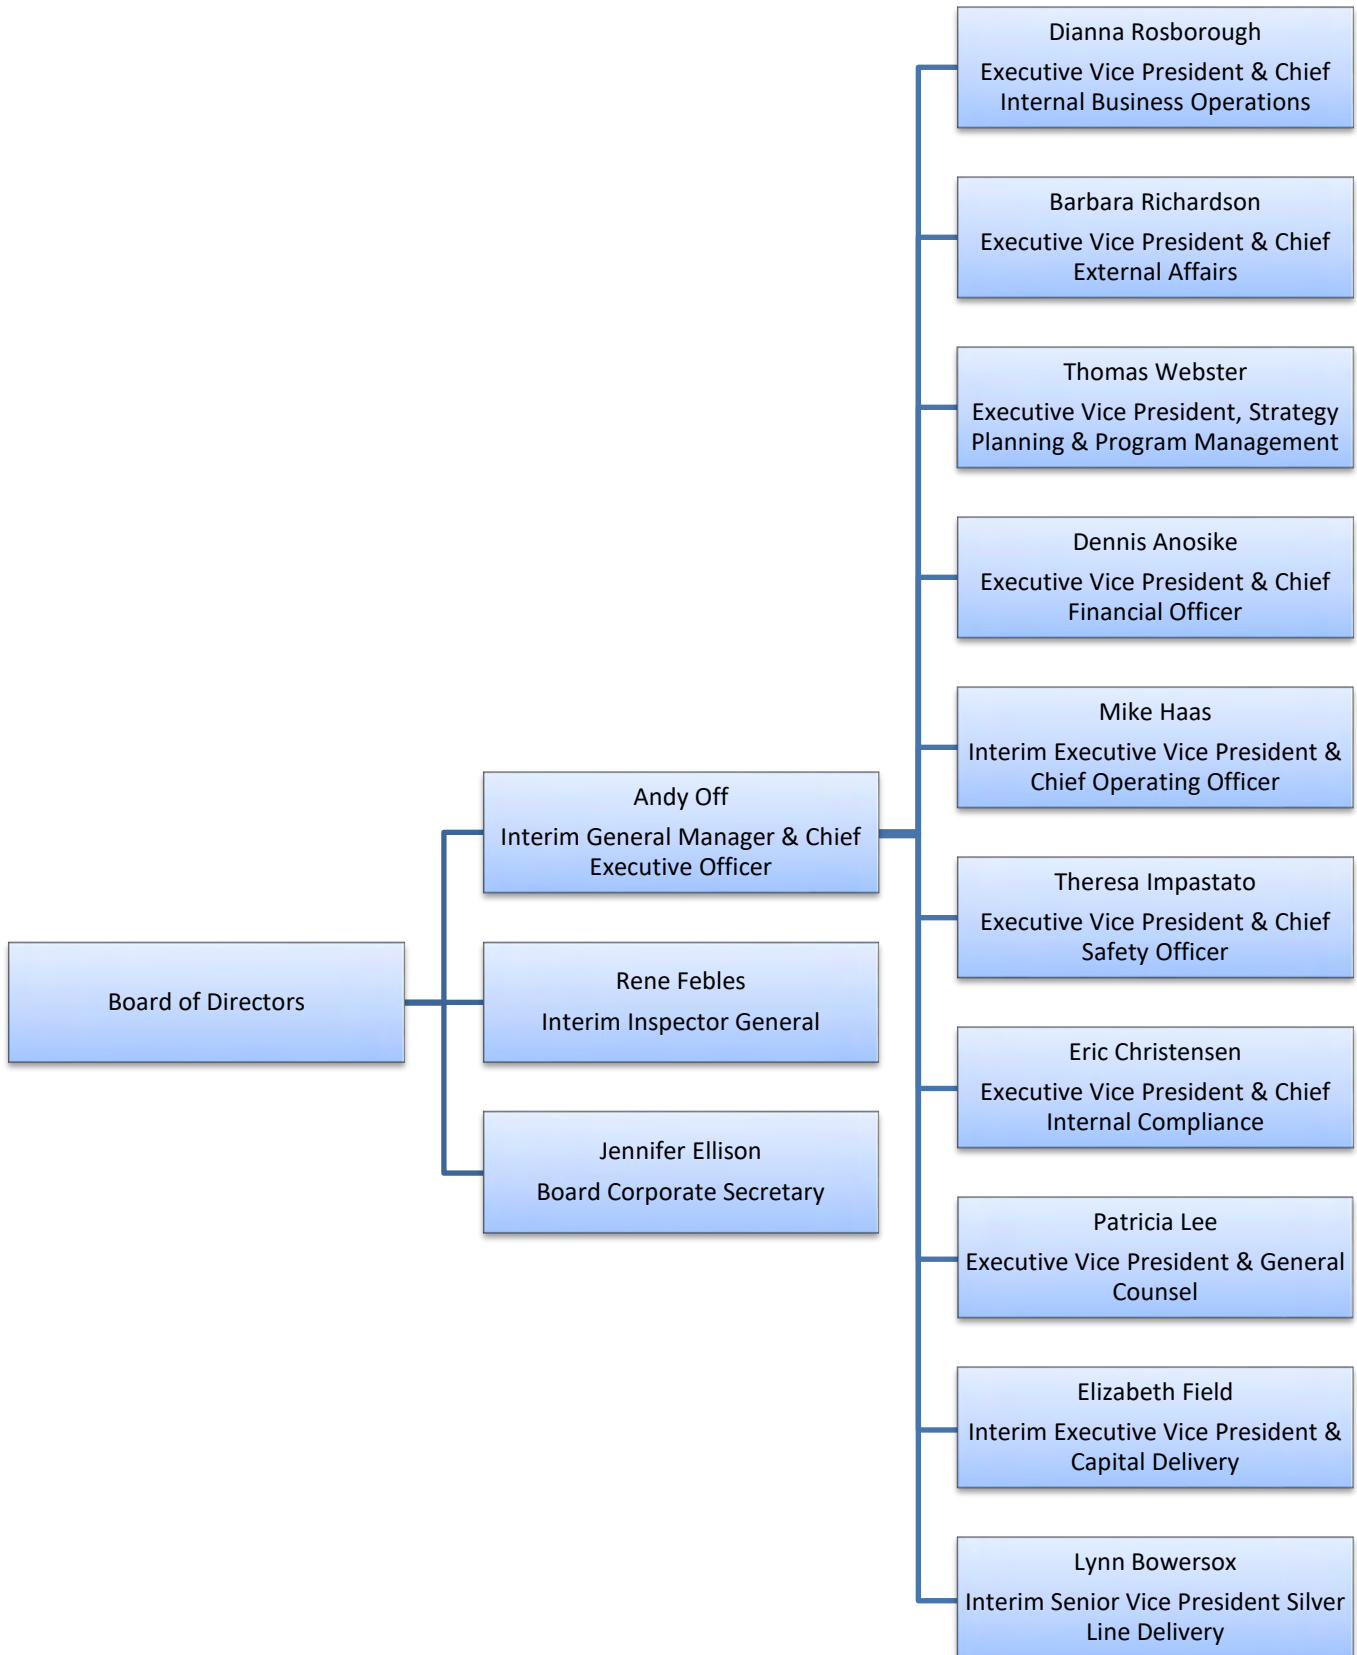 Board of Directors
Andy Off
Interim General Manager & Chief
Executive Officer
Rene Febles
Interim Inspector General
Jennifer Ellison
Board Corporate Secretary
Dianna Rosborough
Executive Vice President & Chief
Internal Business Operations
Barbara Richardson
Executive Vice President & Chief
External Affairs
Thomas Webster
Executive Vice President, Strategy
Planning & Program Management
Dennis Anosike
Executive Vice President & Chief
Financial Officer
Mike Haas
Interim Executive Vice President &
Chief Operating Officer
Theresa Impastato
Executive Vice President & Chief
Safety Officer
Eric Christensen
Executive Vice President & Chief
Internal Compliance
Patricia Lee
Executive Vice President & General
Counsel
Elizabeth Field
Interim Executive Vice President &
Capital Delivery
Lynn Bowersox
Interim Senior Vice President Silver
Line Delivery